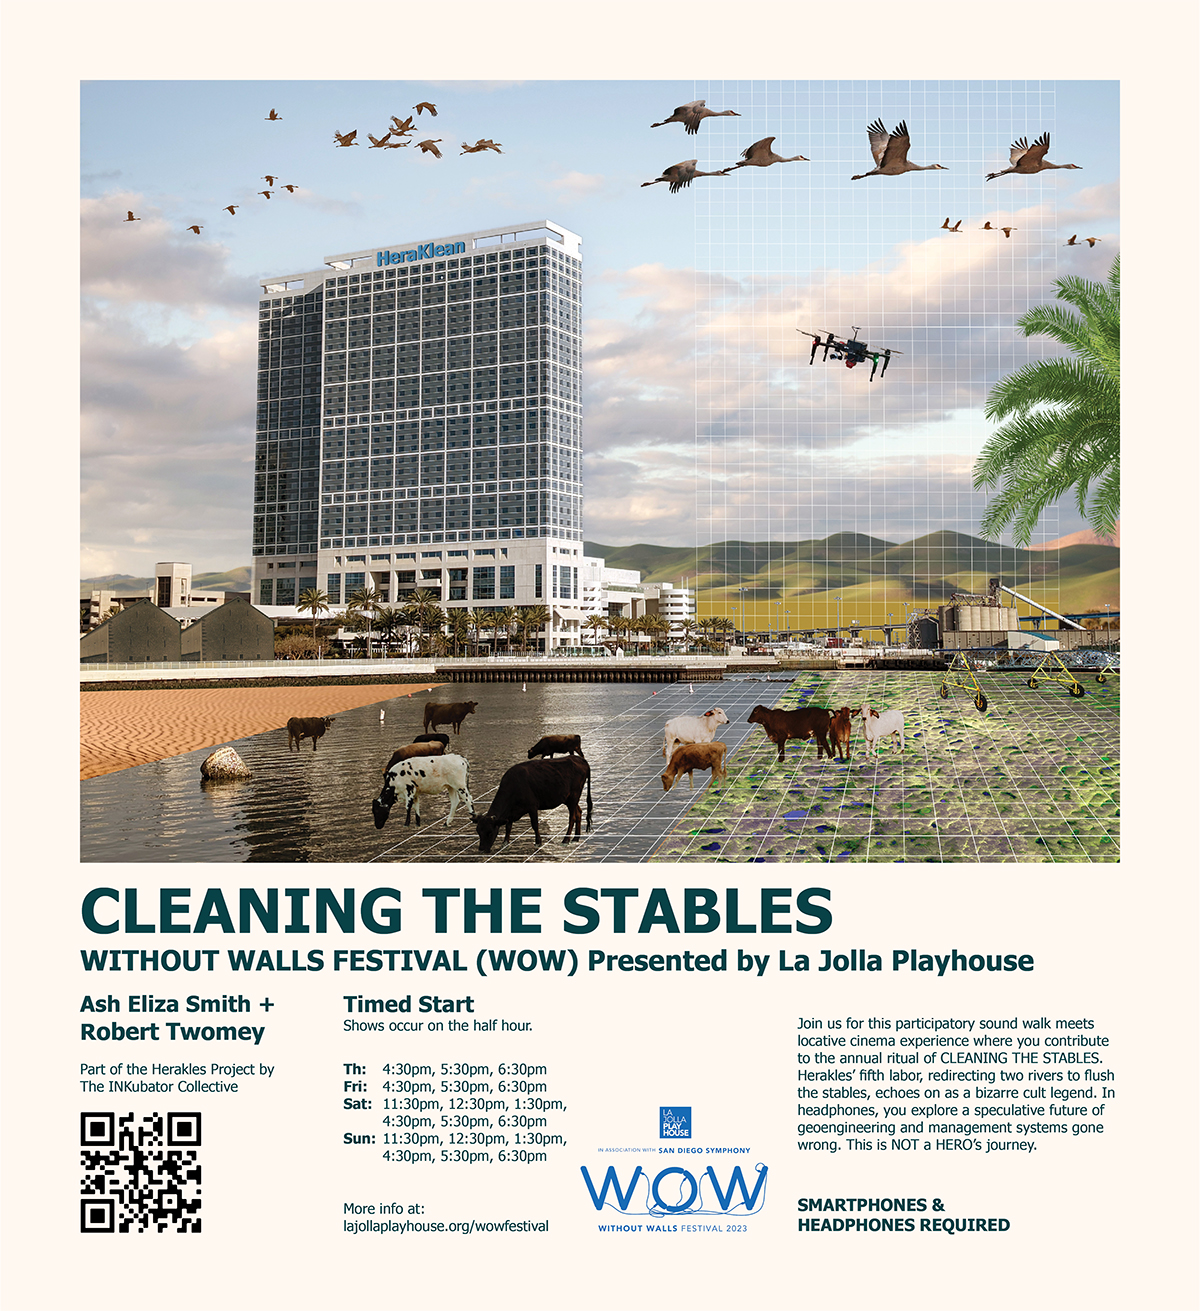 HeraKlean
CLEANING THE STABLES
WITHOUT WALLS FESTIVAL (WOW) Presented by La Jolla Playhouse
Ash Eliza Smith +
Robert Twomey
Part of the Herakles Project by
The INKubator Collective
Timed Start
Shows occur on the half hour.
Th: 4:30pm, 5:30pm, 6:30pm
Fri: 4:30pm, 5:30pm, 6:30pm
Sat: 11:30pm, 12:30pm, 1:30pm,
4:30pm, 5:30pm, 6:30pm
Sun: 11:30pm, 12:30pm, 1:30pm,
4:30pm, 5:30pm, 6:30pm
More info at:
lajollaplayhouse.org/wowfestival
LA
JOLLA
PLAY
HOUSE
IN ASSOCIATION WITH SAN DIEGO SYMPHONY
WOW
WITHOUT WALLS FESTIVAL 2023
Join us for this participatory sound walk meets
locative cinema experience where you contribute
to the annual ritual of CLEANING THE STABLES.
Herakles’ fifth labor, redirecting two rivers to flush
the stables, echoes on as a bizarre cult legend. In
headphones, you explore a speculative future of
geoengineering and management systems gone
wrong. This is NOT a HERO’s journey.
SMARTPHONES &
HEADPHONES REQUIRED